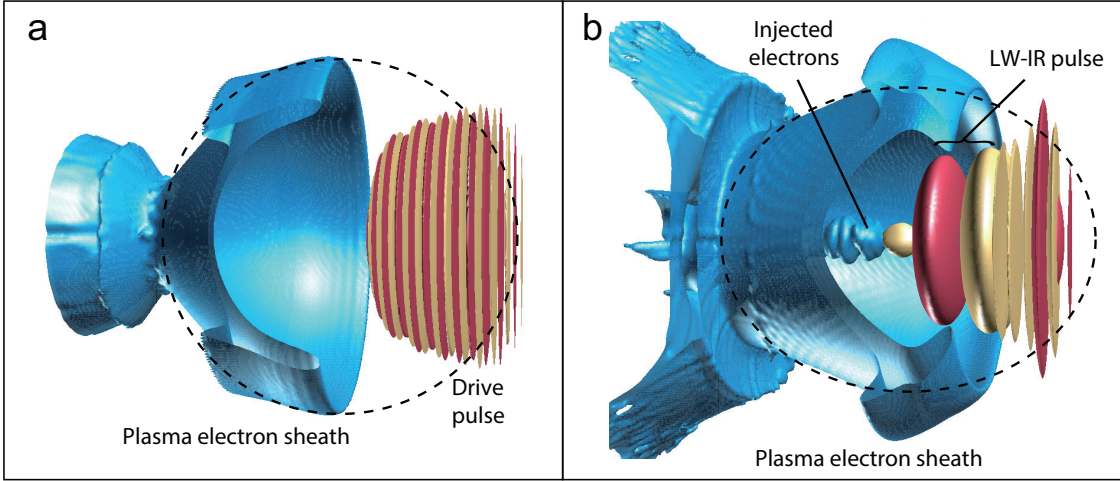 a
Drive
pulse
Plasma electron sheath
b
Injected
electrons
LW-IR pulse
Plasma electron sheath